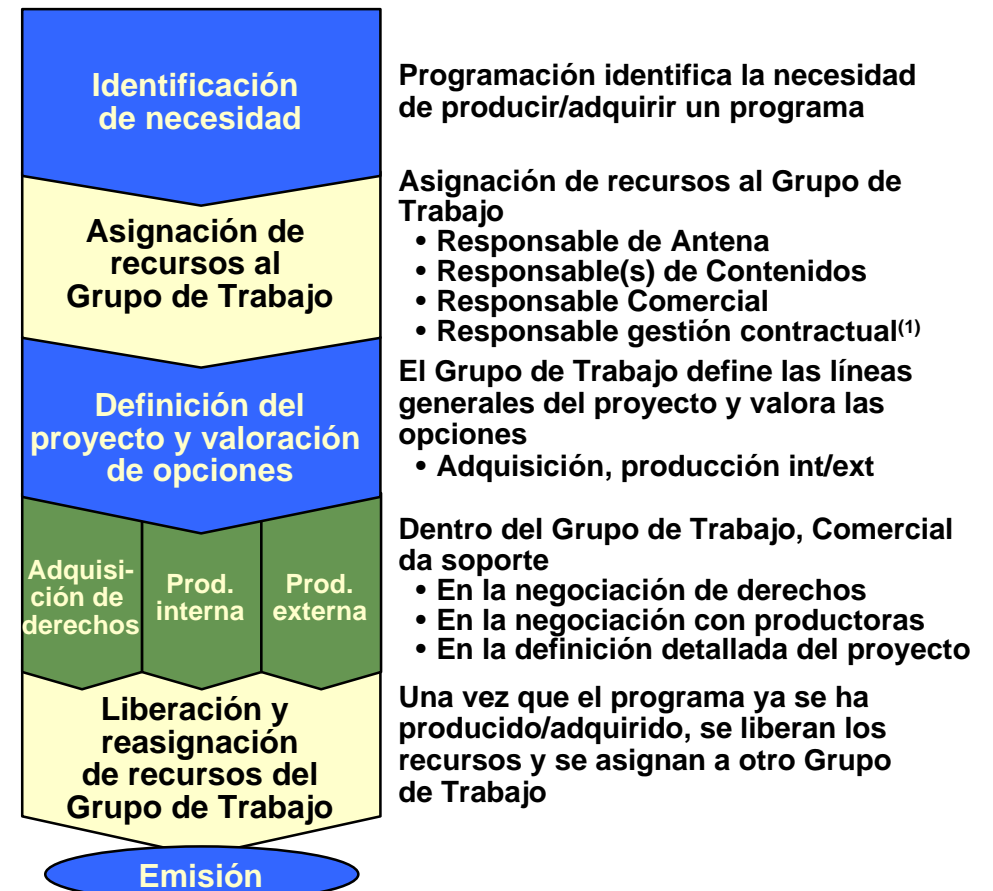 Identificación
de necesidad
Programación identifica la necesidad
de producir/adquirir un programa
Asignación de
recursos al
Grupo de Trabajo
Asignación de recursos al Grupo de
Trabajo
• Responsable de Antena
• Responsable(s) de Contenidos
• Responsable Comercial
• Responsable gestión contractual(1)
Definición del
proyecto y valoración
de opciones
El Grupo de Trabajo define las líneas
generales del proyecto y valora las
opciones
• Adquisición, producción int/ext
Adquisi-
ción de
derechos
Prod.
interna
Prod.
externa
Dentro del Grupo de Trabajo, Comercial
da soporte
• En la negociación de derechos
• En la negociación con productoras
• En la definición detallada del proyecto
Liberación y
reasignación
de recursos del
Grupo de Trabajo
Una vez que el programa ya se ha
producido/adquirido, se liberan los
recursos y se asignan a otro Grupo
de Trabajo
Emisión